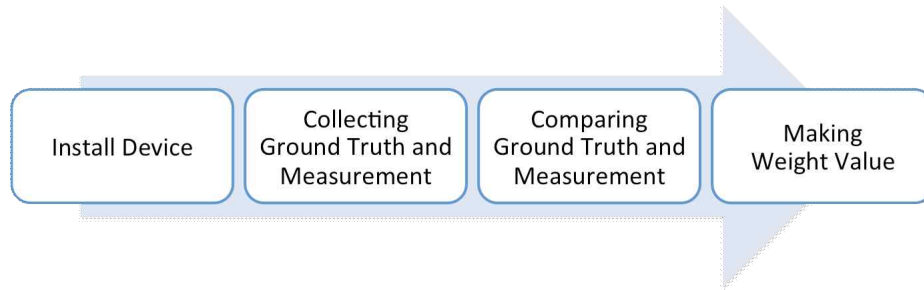 Install Device
Collecting
Ground Truth and
Measurement
Comparing
Ground Truth and
Measurement
Making
Weight Value